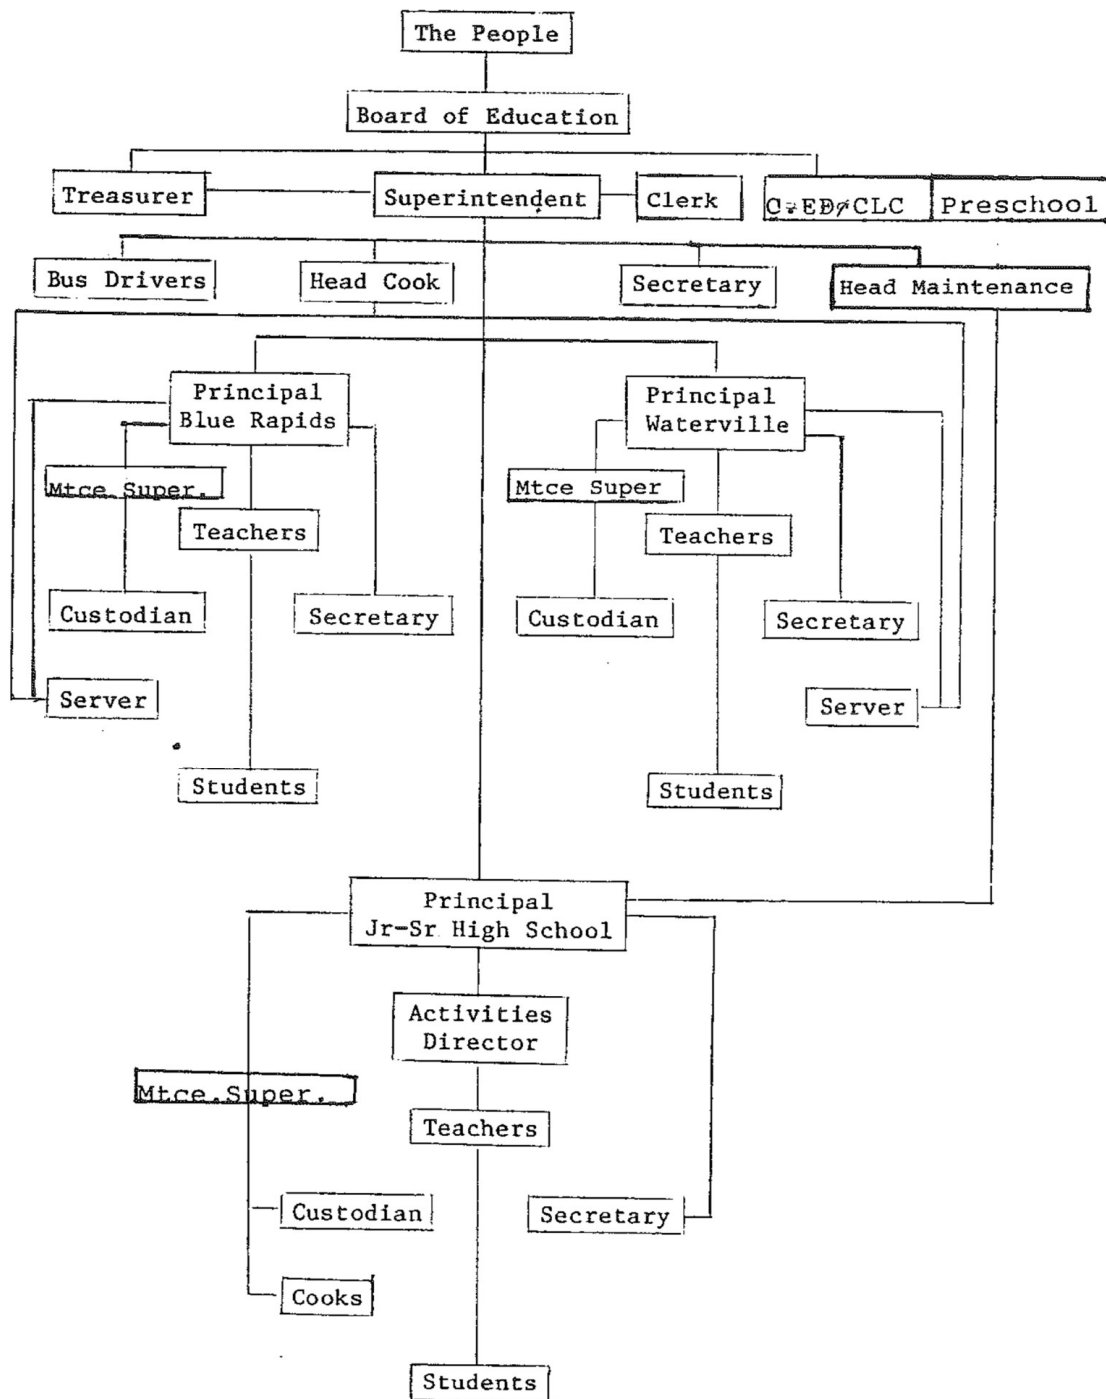 The People
Board of Education
Treasurer
Superintendent
Clerk
C.ED/CLC
Preschool
Bus Drivers
Head Cook
Secretary
Head Maintenance
Principal
Blue Rapids
Principal
Waterville
Mtce.Super.
Mtce Super
Teachers
Teachers
Custodian
Secretary
Custodian
Secretary
Server
Server
Students
Students
Principal
Jr-Sr High School
Activities
Director
Mtce.Super.
Teachers
Custodian
Secretary
Cooks
Students